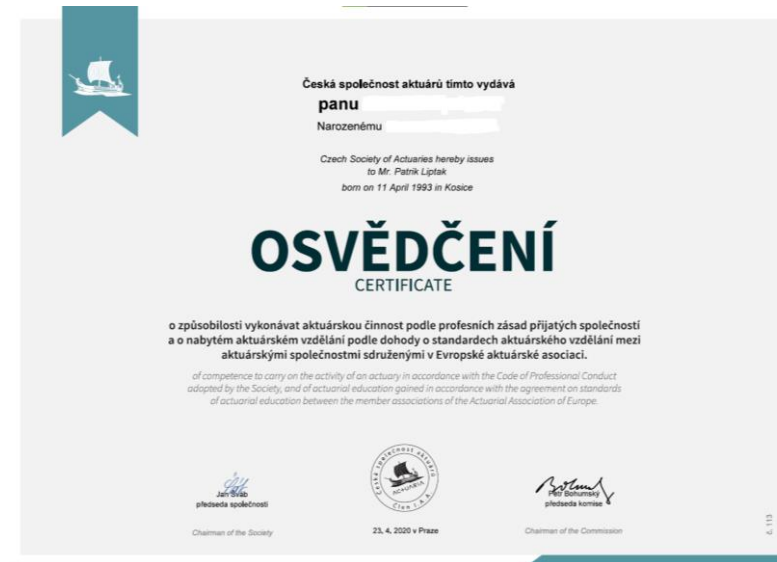 Česká společnost aktuárů tímto vydává
panu
Narozenému
Czech Society of Actuaries hereby issues
to Mr. Patrik Liptak
born on 11 April 1993 in Kosice
OSVĚDČENÍ
CERTIFICATE
o způsobilosti vykonávat aktuárskou činnost podle profesních zásad přijatých společností
a o nabytém aktuárském vzdělání podle dohody o standardech aktuárského vzdělání mezi
aktuárskými společnostmi sdruženými v Evropské aktuárské asociaci.
of competence to carry on the activity of an actuary in accordance with the Code of Professional Conduct
adopted by the Society, and of actuarial education gained in accordance with the agreement on standards
of actuarial education between the member associations of the Actuarial Association of Europe.
Česká společnost aktuárů
Člen I.A.A.
Jan Šváb
předseda společnosti
Chairman of the Society
23. 4. 2020 v Praze
Petr Bohumský
předseda komise
Chairman of the Commission
č. 113